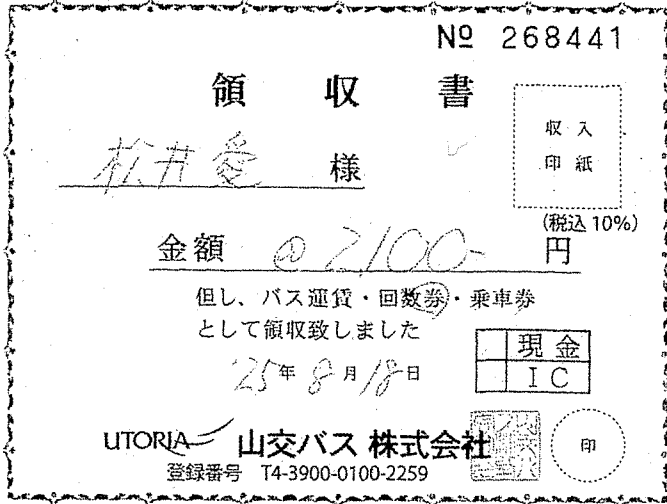 № 268441
領 収 書
収 入
印 紙
松井愛 様
(税込 10%)
金額 @2,100- 円
但し、バス運賃・回数券・乗車券
として領収致しました
現 金
I C
'25年 8月 18日
UTORIA 山交バス 株式会社
印
登録番号 T4-3900-0100-2259